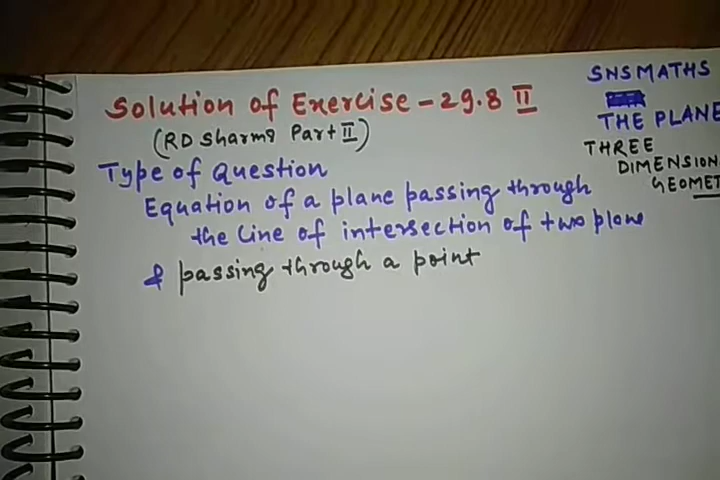 Solution of Exercise - 29.8 II
(RD Sharma Part II)
Type of Question
Equation of a plane passing through
the line of intersection of two plane
& passing through a point
SNSMATHS
THE PLANE
THREE
DIMENSION
GEOMET